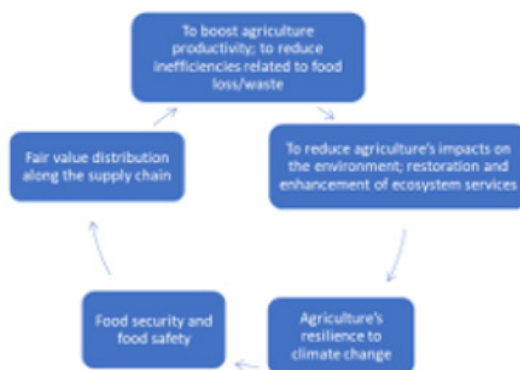 To boost agriculture
productivity; to reduce
inefficiencies related to food
loss/waste
To reduce agriculture's impacts on
the environment; restoration and
enhancement of ecosystem services
Agriculture's
resilience to
climate change
Food security and
food safety
Fair value distribution
along the supply chain